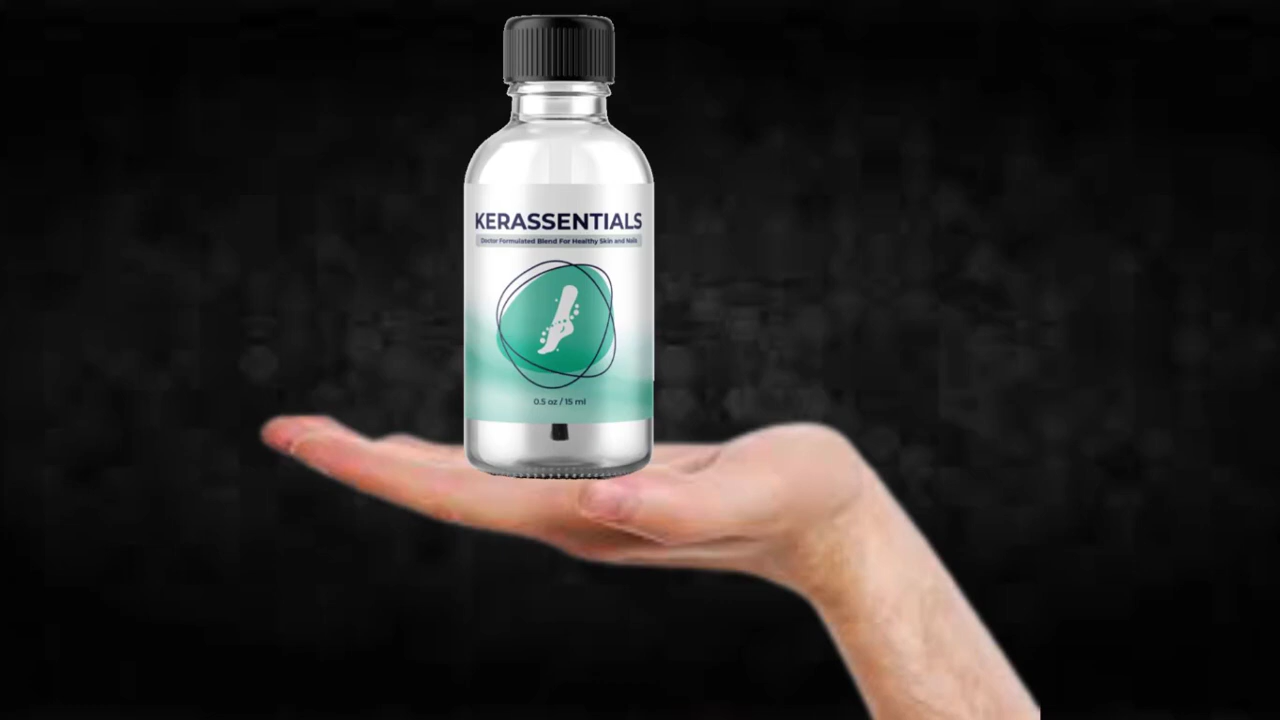 KERASSENTIALS
Doctor Formulated Blend For Healthy Skin and Nails
0.5 oz / 15 ml